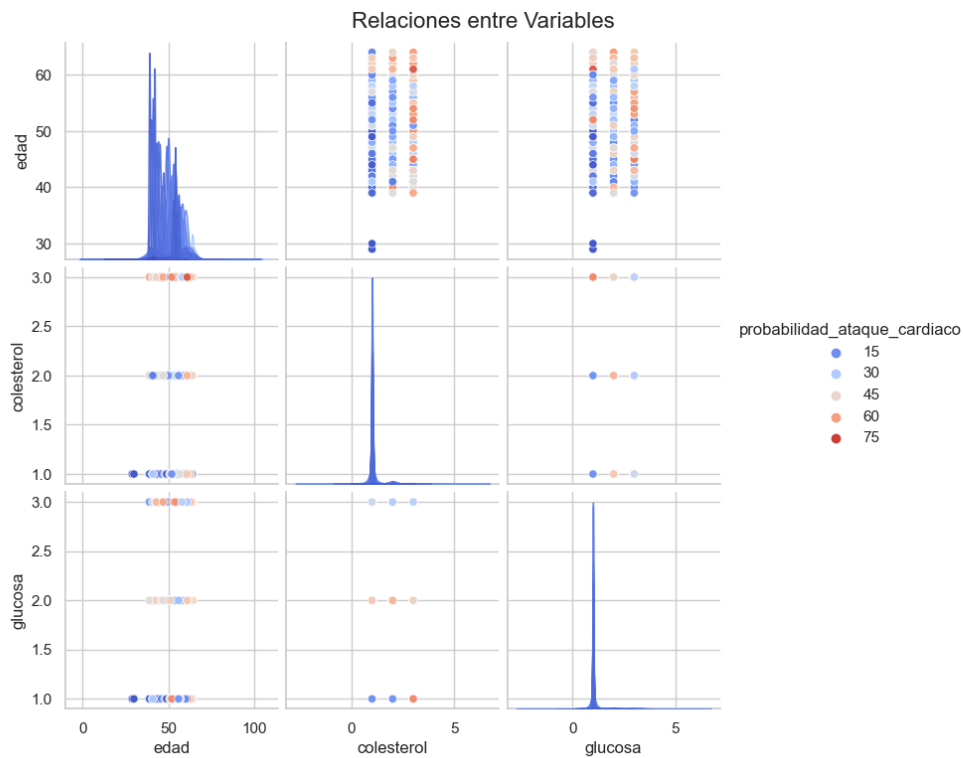 Relaciones entre Variables
60
50
40
30
edad
3.0
2.5
2.0
1.5
1.0
colesterol
3.0
2.5
2.0
1.5
1.0
glucosa
0 50 100
edad
0 5
colesterol
0 5
glucosa
probabilidad_ataque_cardiaco
15
30
45
60
75